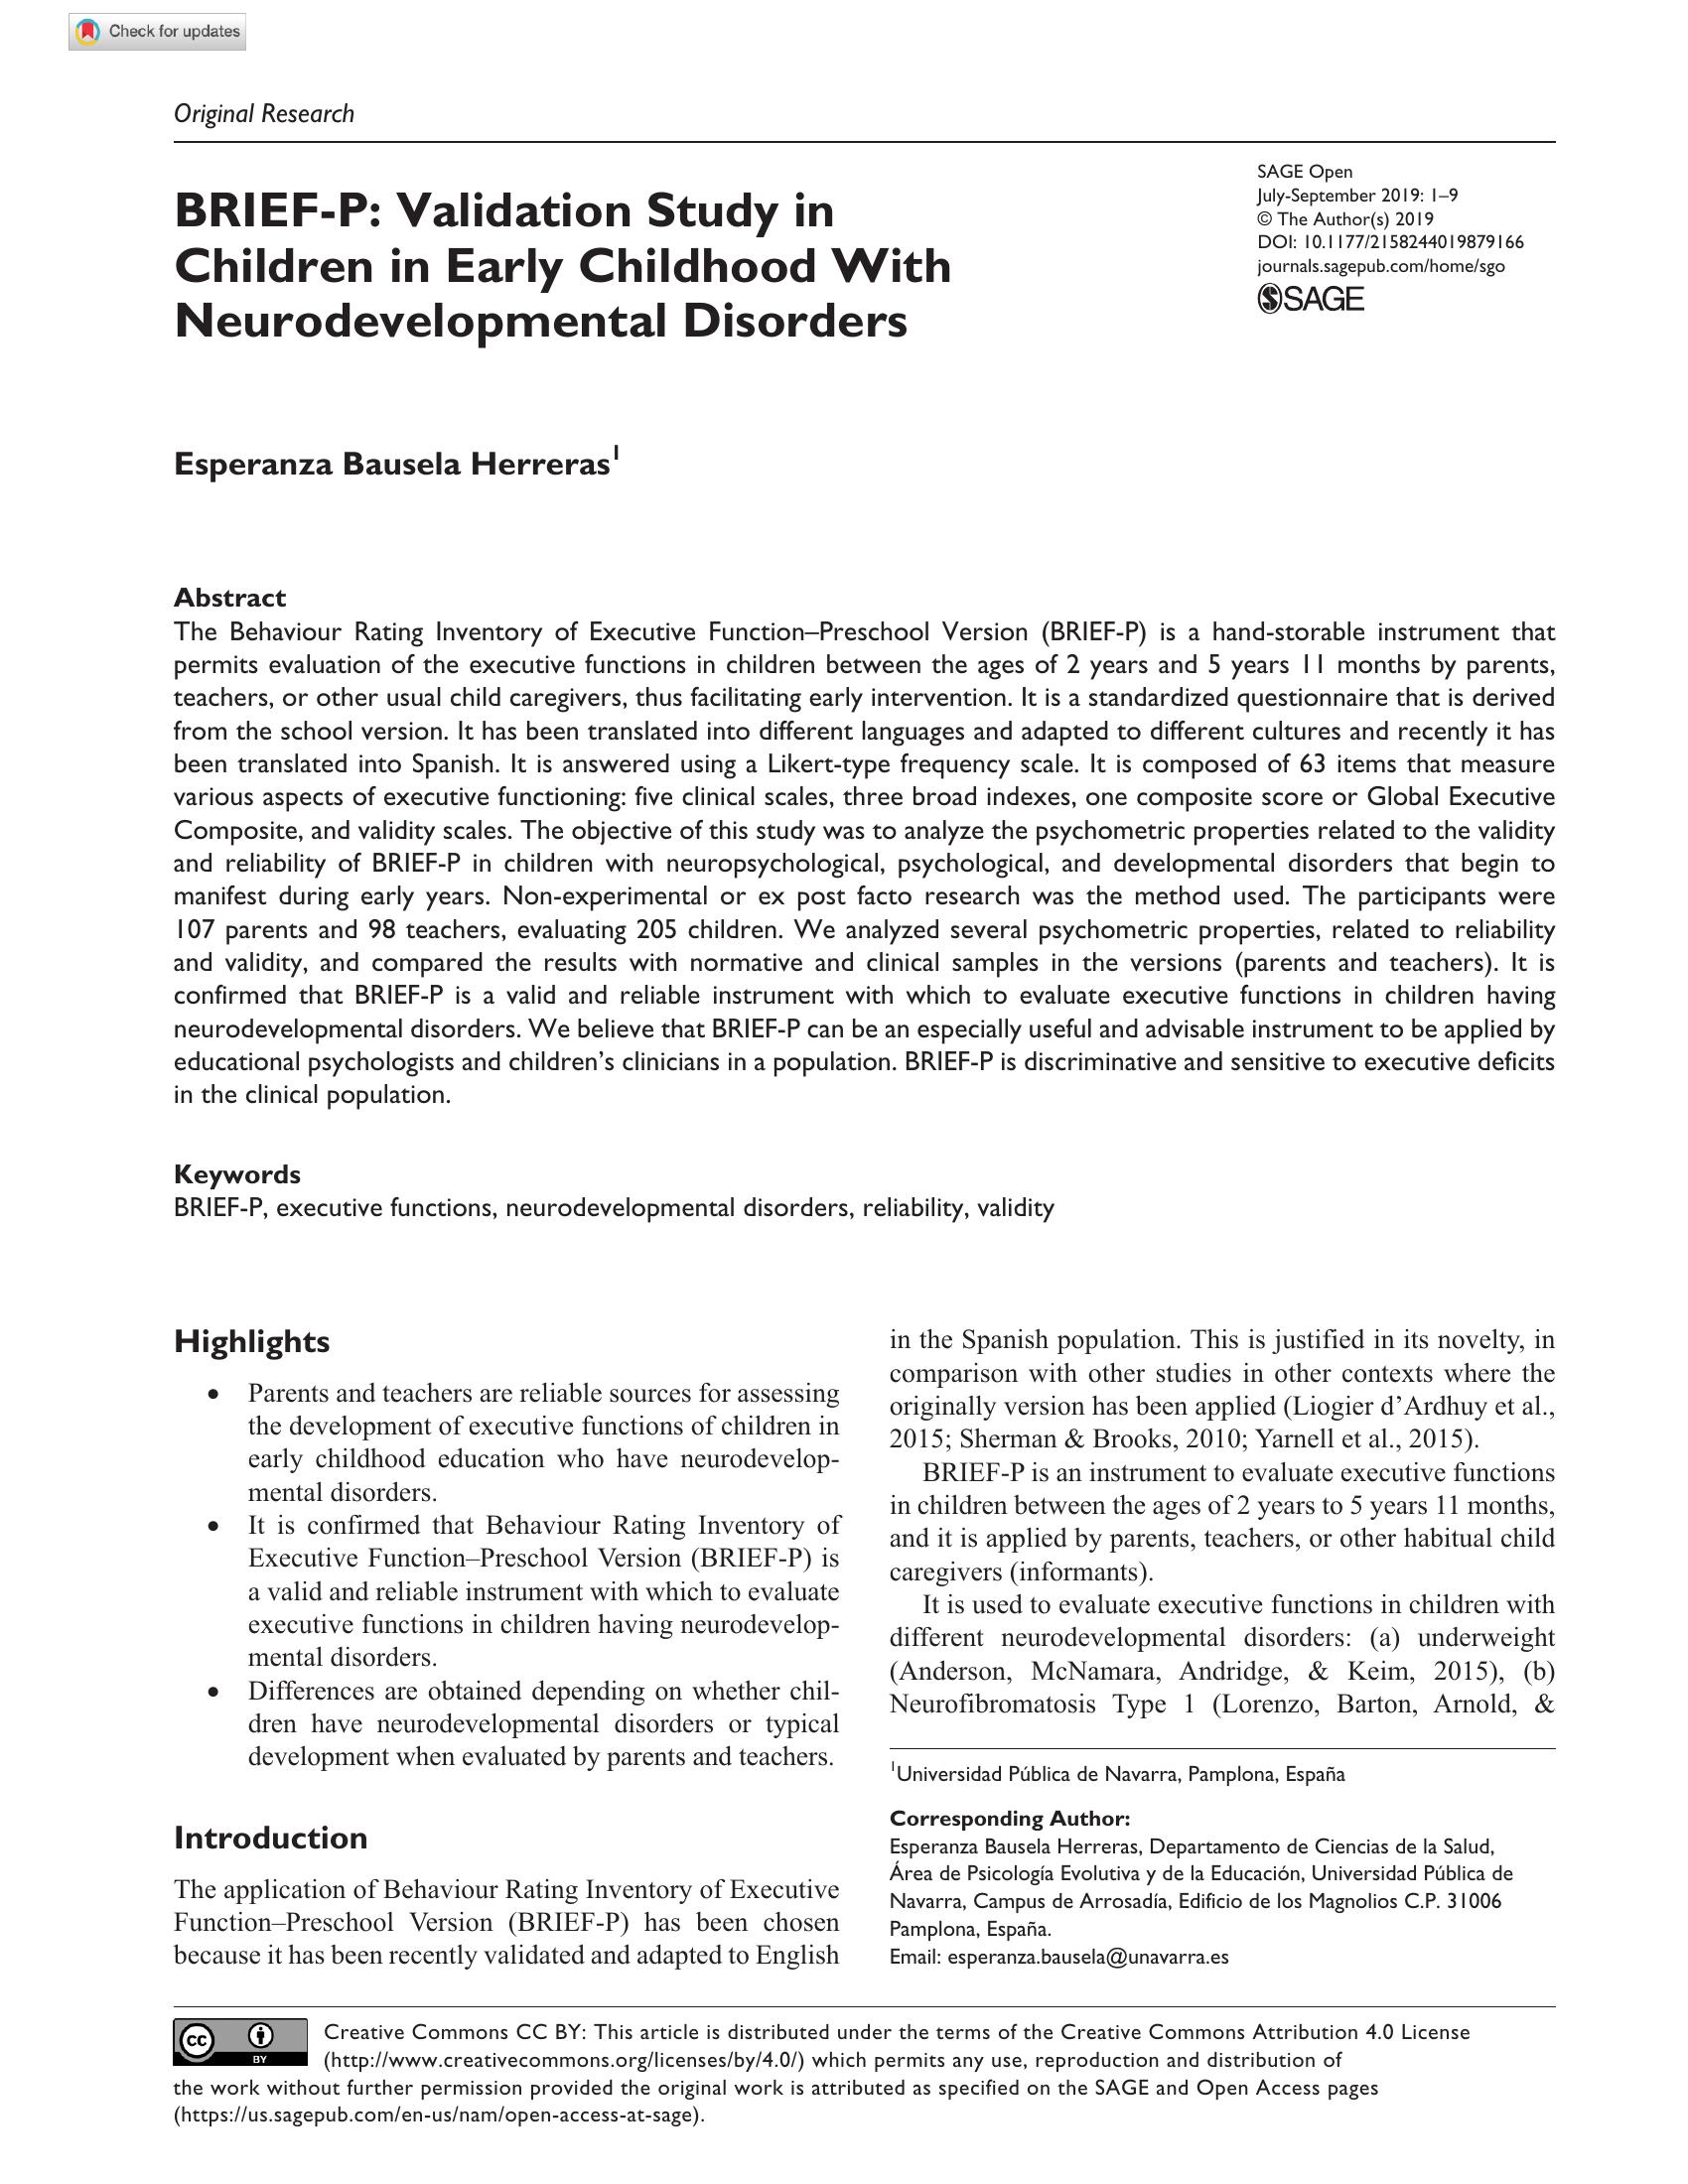 Check for updates
Original Research
SAGE Open
July-September 2019: 1–9
© The Author(s) 2019
DOI: 10.1177/2158244019879166
journals.sagepub.com/home/sgo
SAGE
BRIEF-P: Validation Study in
Children in Early Childhood With
Neurodevelopmental Disorders
Esperanza Bausela Herreras1
Abstract
The Behaviour Rating Inventory of Executive Function–Preschool Version (BRIEF-P) is a hand-storable instrument that
permits evaluation of the executive functions in children between the ages of 2 years and 5 years 11 months by parents,
teachers, or other usual child caregivers, thus facilitating early intervention. It is a standardized questionnaire that is derived
from the school version. It has been translated into different languages and adapted to different cultures and recently it has
been translated into Spanish. It is answered using a Likert-type frequency scale. It is composed of 63 items that measure
various aspects of executive functioning: five clinical scales, three broad indexes, one composite score or Global Executive
Composite, and validity scales. The objective of this study was to analyze the psychometric properties related to the validity
and reliability of BRIEF-P in children with neuropsychological, psychological, and developmental disorders that begin to
manifest during early years. Non-experimental or ex post facto research was the method used. The participants were
107 parents and 98 teachers, evaluating 205 children. We analyzed several psychometric properties, related to reliability
and validity, and compared the results with normative and clinical samples in the versions (parents and teachers). It is
confirmed that BRIEF-P is a valid and reliable instrument with which to evaluate executive functions in children having
neurodevelopmental disorders. We believe that BRIEF-P can be an especially useful and advisable instrument to be applied by
educational psychologists and children's clinicians in a population. BRIEF-P is discriminative and sensitive to executive deficits
in the clinical population.
Keywords
BRIEF-P, executive functions, neurodevelopmental disorders, reliability, validity
Highlights
• Parents and teachers are reliable sources for assessing
the development of executive functions of children in
early childhood education who have neurodevelop-
mental disorders.
• It is confirmed that Behaviour Rating Inventory of
Executive Function–Preschool Version (BRIEF-P) is
a valid and reliable instrument with which to evaluate
executive functions in children having neurodevelop-
mental disorders.
• Differences are obtained depending on whether chil-
dren have neurodevelopmental disorders or typical
development when evaluated by parents and teachers.
Introduction
The application of Behaviour Rating Inventory of Executive
Function–Preschool Version (BRIEF-P) has been chosen
because it has been recently validated and adapted to English
in the Spanish population. This is justified in its novelty, in
comparison with other studies in other contexts where the
originally version has been applied (Liogier d'Ardhuy et al.,
2015; Sherman & Brooks, 2010; Yarnell et al., 2015).
BRIEF-P is an instrument to evaluate executive functions
in children between the ages of 2 years to 5 years 11 months,
and it is applied by parents, teachers, or other habitual child
caregivers (informants).
It is used to evaluate executive functions in children with
different neurodevelopmental disorders: (a) underweight
(Anderson, McNamara, Andridge, & Keim, 2015), (b)
Neurofibromatosis Type 1 (Lorenzo, Barton, Arnold, &
1Universidad Pública de Navarra, Pamplona, España
Corresponding Author:
Esperanza Bausela Herreras, Departamento de Ciencias de la Salud,
Área de Psicología Evolutiva y de la Educación, Universidad Pública de
Navarra, Campus de Arrosadía, Edificio de los Magnolios C.P. 31006
Pamplona, España.
Email: esperanza.bausela@unavarra.es
cc BY
Creative Commons CC BY: This article is distributed under the terms of the Creative Commons Attribution 4.0 License
(http://www.creativecommons.org/licenses/by/4.0/) which permits any use, reproduction and distribution of
the work without further permission provided the original work is attributed as specified on the SAGE and Open Access pages
(https://us.sagepub.com/en-us/nam/open-access-at-sage).